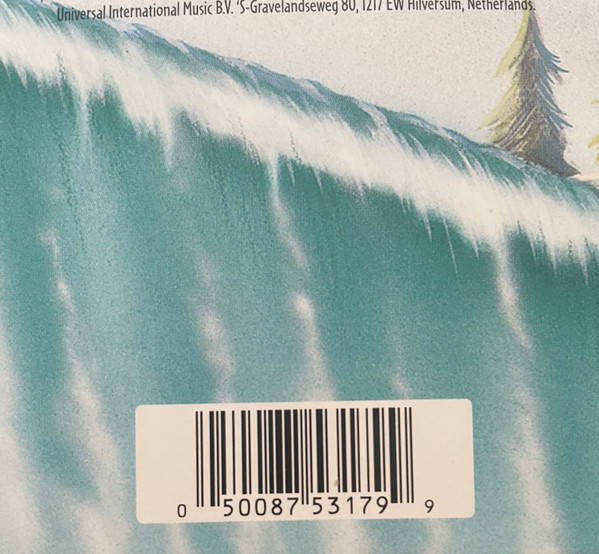 Universal International Music B.V. 'S-Gravelandseweg 80, 1217 EW Hilversum, Netherlands.
0 50087 53179 9